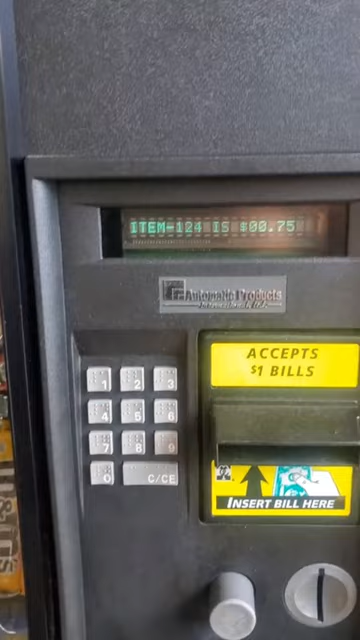 ITEM-124 IS $00.75
Automatic Products
ACCEPTS
$1 BILLS
1 2 3
4 5 6
7 8 9
0 C/CE
INSERT BILL HERE